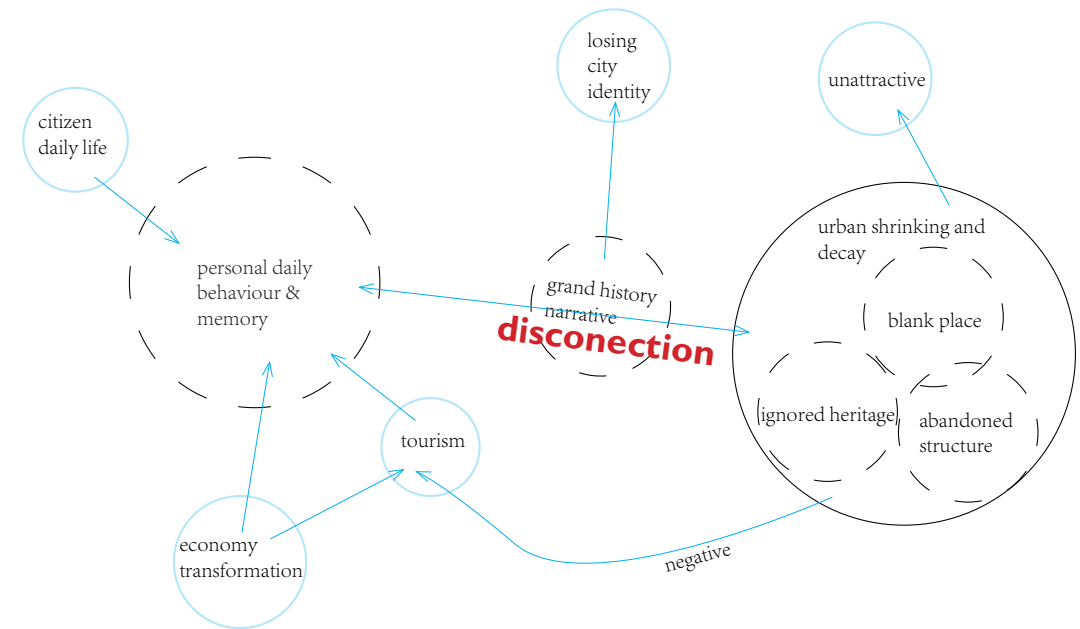 losing
city
identity
unattractive
citizen
daily life
urban shrinking and
decay
personal daily
behaviour &
memory
grand history
narrative
disconection
blank place
ignored heritage
abandoned
structure
tourism
economy
transformation
negative